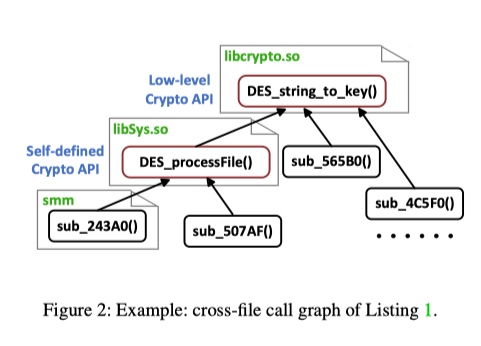 libcrypto.so
Low-level
Crypto API
DES_string_to_key()
libSys.so
Self-defined
Crypto API
DES_processFile()
sub_565B0()
smm
sub_243A0()
sub_507AF()
sub_4C5F0()
......
Figure 2: Example: cross-file call graph of Listing 1.